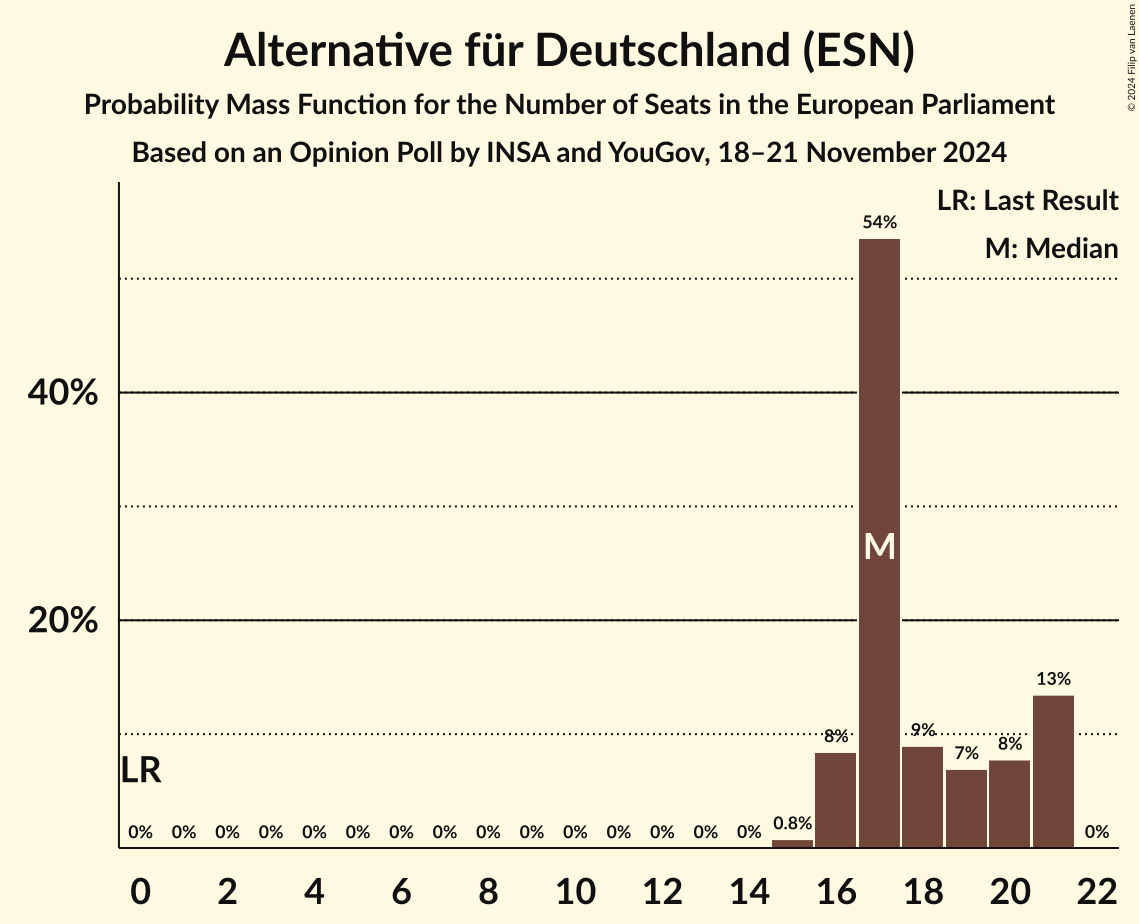 Alternative für Deutschland (ESN)
Probability Mass Function for the Number of Seats in the European Parliament
Based on an Opinion Poll by INSA and YouGov, 18–21 November 2024
© 2024 Filip van Laenen
LR: Last Result
M: Median
54%
40%
M
20%
13%
8%
9%
7%
8%
LR
0% 0% 0% 0% 0% 0% 0% 0% 0% 0% 0% 0% 0% 0% 0% 0.8% 0%
0 2 4 6 8 10 12 14 16 18 20 22